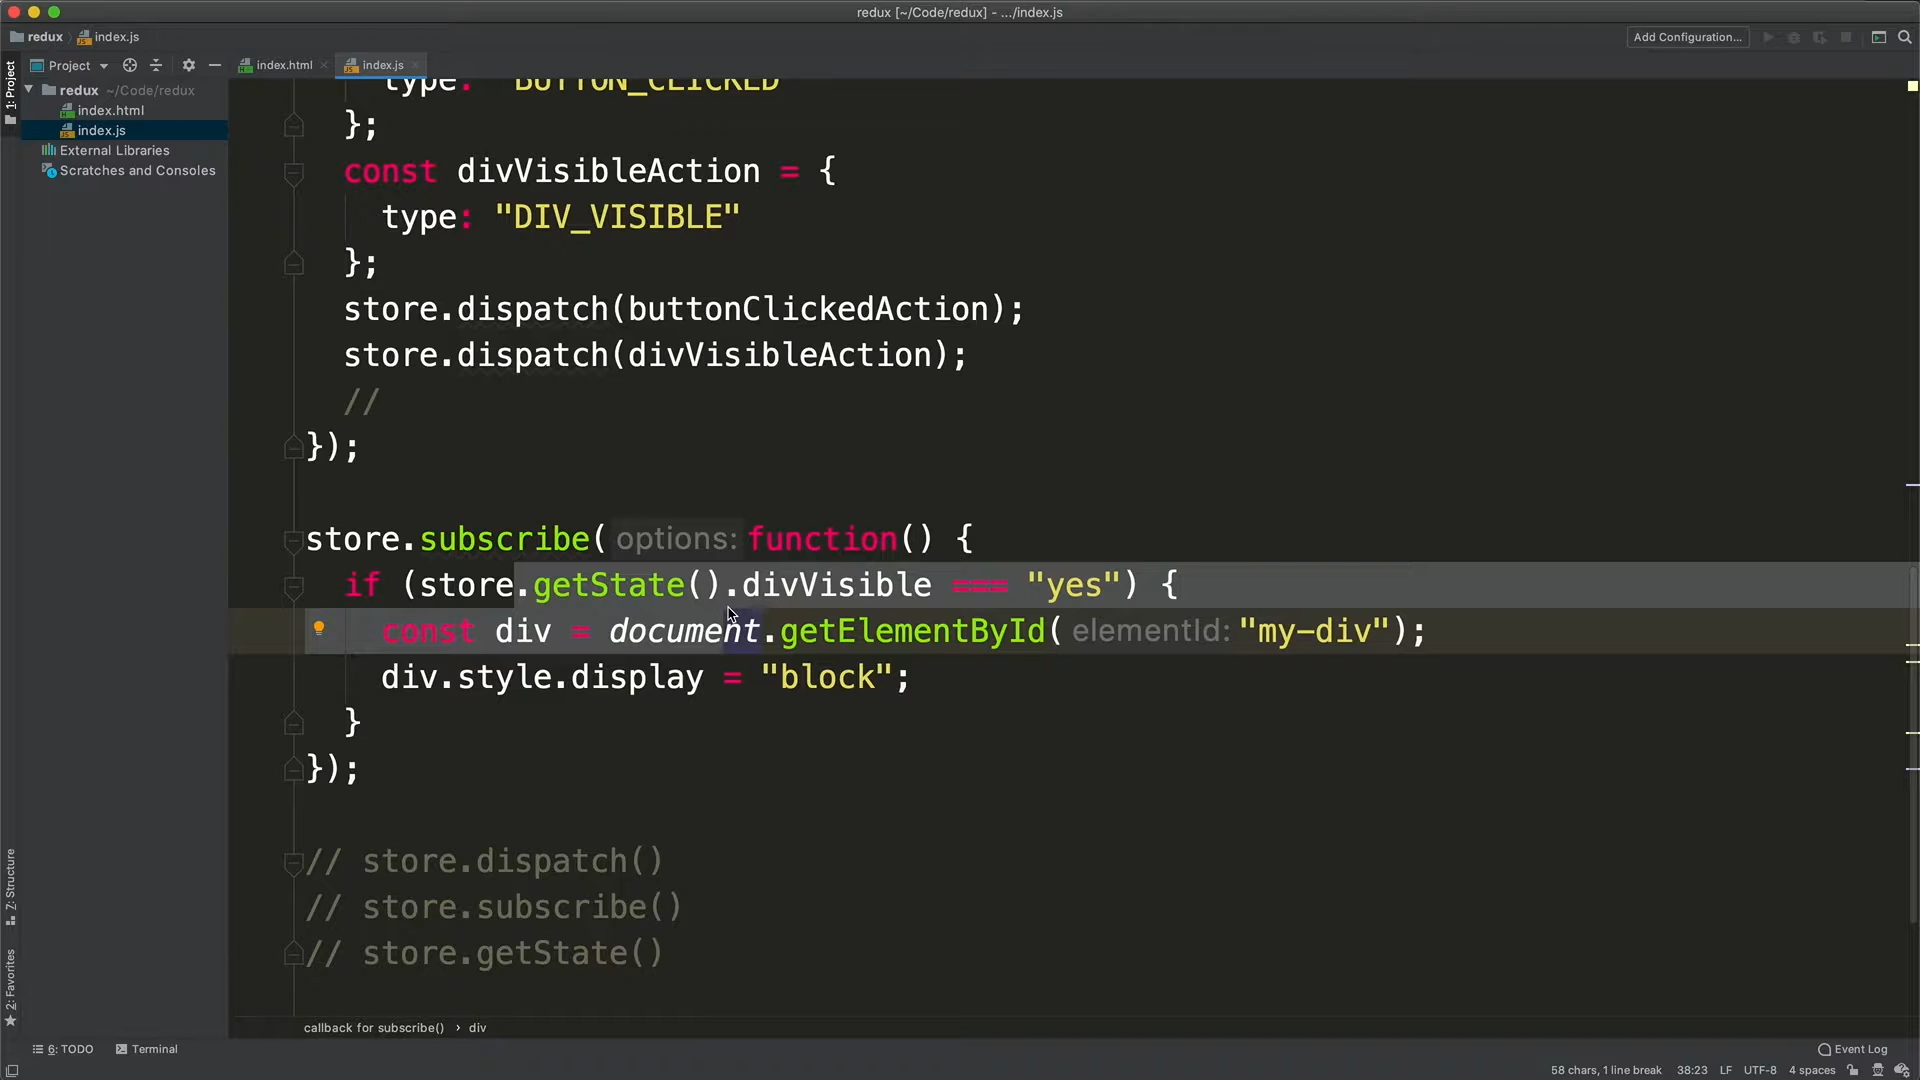 redux [~/Code/redux] - .../index.js
redux
index.js
Add Configuration...
1: Project
Project
index.html
index.js
redux ~/Code/redux
index.html
index.js
External Libraries
Scratches and Consoles
type: "BUTTON_CLICKED
};
const divVisibleAction = {
type: "DIV_VISIBLE"
};
store.dispatch(buttonClickedAction);
store.dispatch(divVisibleAction);
//
});
store.subscribe( options: function() {
if (store.getState().divVisible === "yes") {
const div = document.getElementById( elementId: "my-div");
div.style.display = "block";
}
});
// store.dispatch()
// store.subscribe()
// store.getState()
7: Structure
2: Favorites
callback for subscribe() › div
6: TODO
Terminal
Event Log
58 chars, 1 line break
38:23
LF
UTF-8
4 spaces